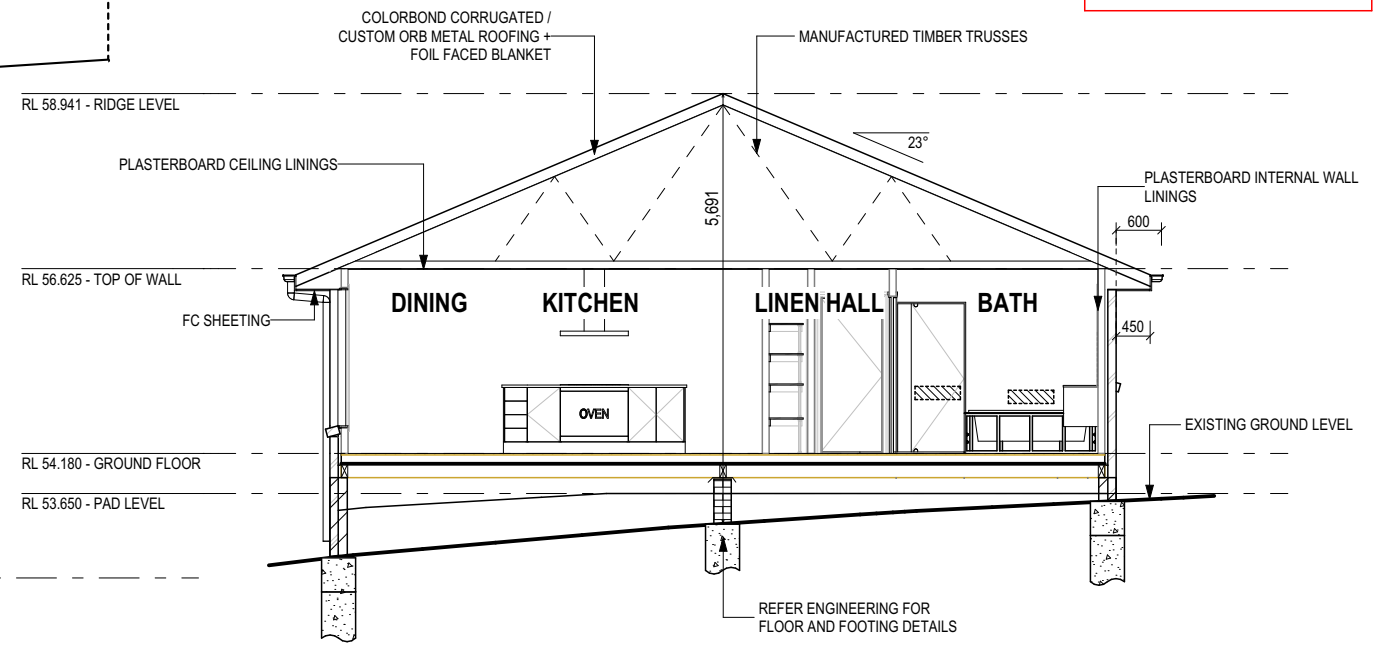 COLORBOND CORRUGATED /
CUSTOM ORB METAL ROOFING +
FOIL FACED BLANKET
MANUFACTURED TIMBER TRUSSES
RL 58.941 - RIDGE LEVEL
23°
PLASTERBOARD CEILING LININGS
PLASTERBOARD INTERNAL WALL
LININGS
5,691
600
RL 56.625 - TOP OF WALL
DINING
KITCHEN
LINEN
HALL
BATH
FC SHEETING
450
OVEN
EXISTING GROUND LEVEL
RL 54.180 - GROUND FLOOR
RL 53.650 - PAD LEVEL
REFER ENGINEERING FOR
FLOOR AND FOOTING DETAILS